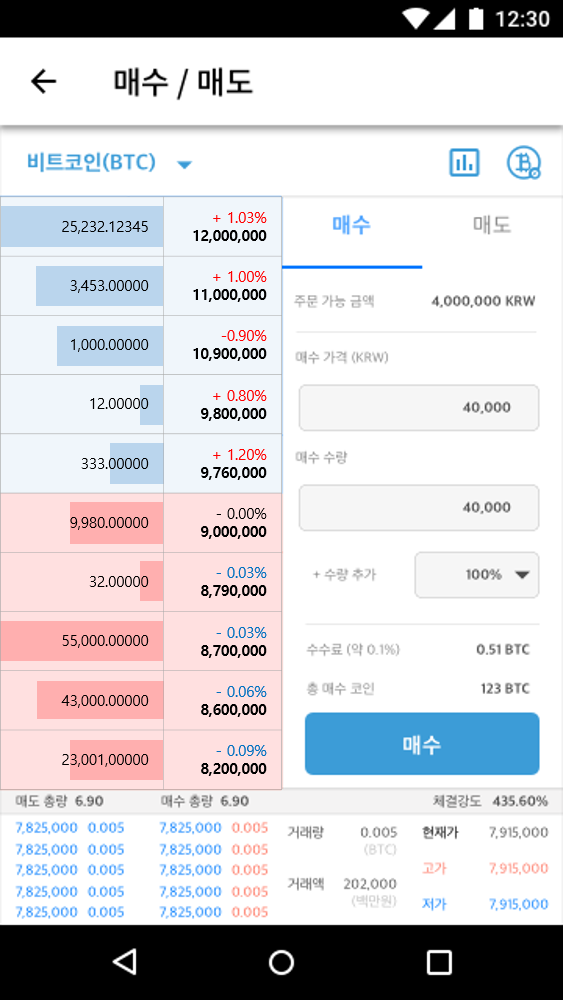 12:30
매수 / 매도
비트코인(BTC)
25,232.12345
+ 1.03%
12,000,000
3,453.00000
+ 1.00%
11,000,000
1,000.00000
-0.90%
10,900,000
12.00000
+ 0.80%
9,800,000
333.00000
+ 1.20%
9,760,000
9,980.00000
- 0.00%
9,000,000
32.00000
- 0.03%
8,790,000
55,000.00000
- 0.03%
8,700,000
43,000.00000
- 0.06%
8,600,000
23,001,00000
- 0.09%
8,200,000
매수 매도
주문 가능 금액 4,000,000 KRW
매수 가격 (KRW)
40,000
매수 수량
40,000
+ 수량 추가 100%
수수료 (약 0.1%) 0.51 BTC
총 매수 코인 123 BTC
매수
매도 총량 6.90 매수 총량 6.90 체결강도 435.60%
7,825,000 0.005 7,825,000 0.005
7,825,000 0.005 7,825,000 0.005
7,825,000 0.005 7,825,000 0.005
7,825,000 0.005 7,825,000 0.005
7,825,000 0.005 7,825,000 0.005
거래량 0.005
(BTC)
거래액 202,000
(백만원)
현재가 7,915,000
고가 7,915,000
저가 7,915,000